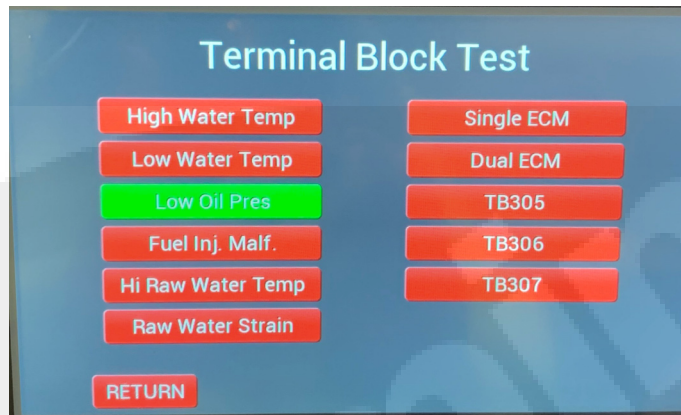 Terminal Block Test
High Water Temp
Low Water Temp
Low Oil Pres
Fuel Inj. Malf.
Hi Raw Water Temp
Raw Water Strain
Single ECM
Dual ECM
TB305
TB306
TB307
RETURN